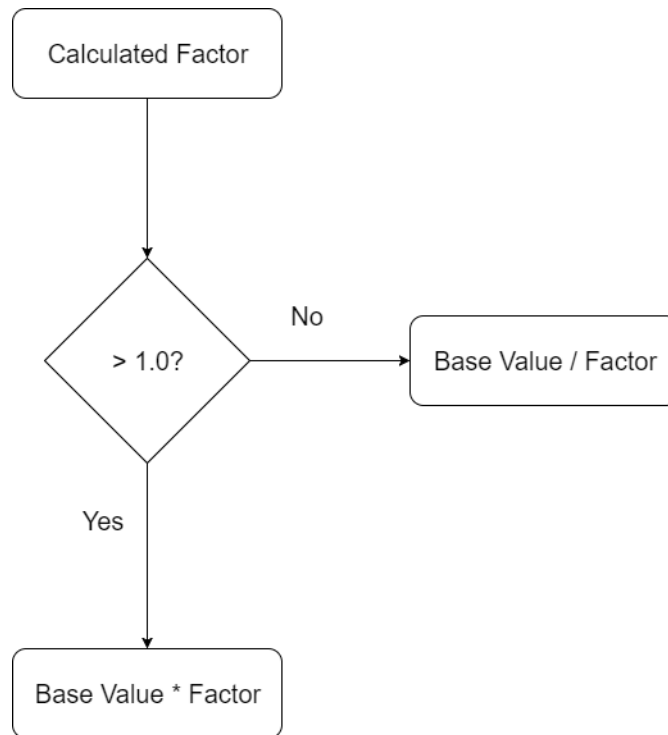 Calculated Factor
No
> 1.0?
Base Value / Factor
Yes
Base Value * Factor